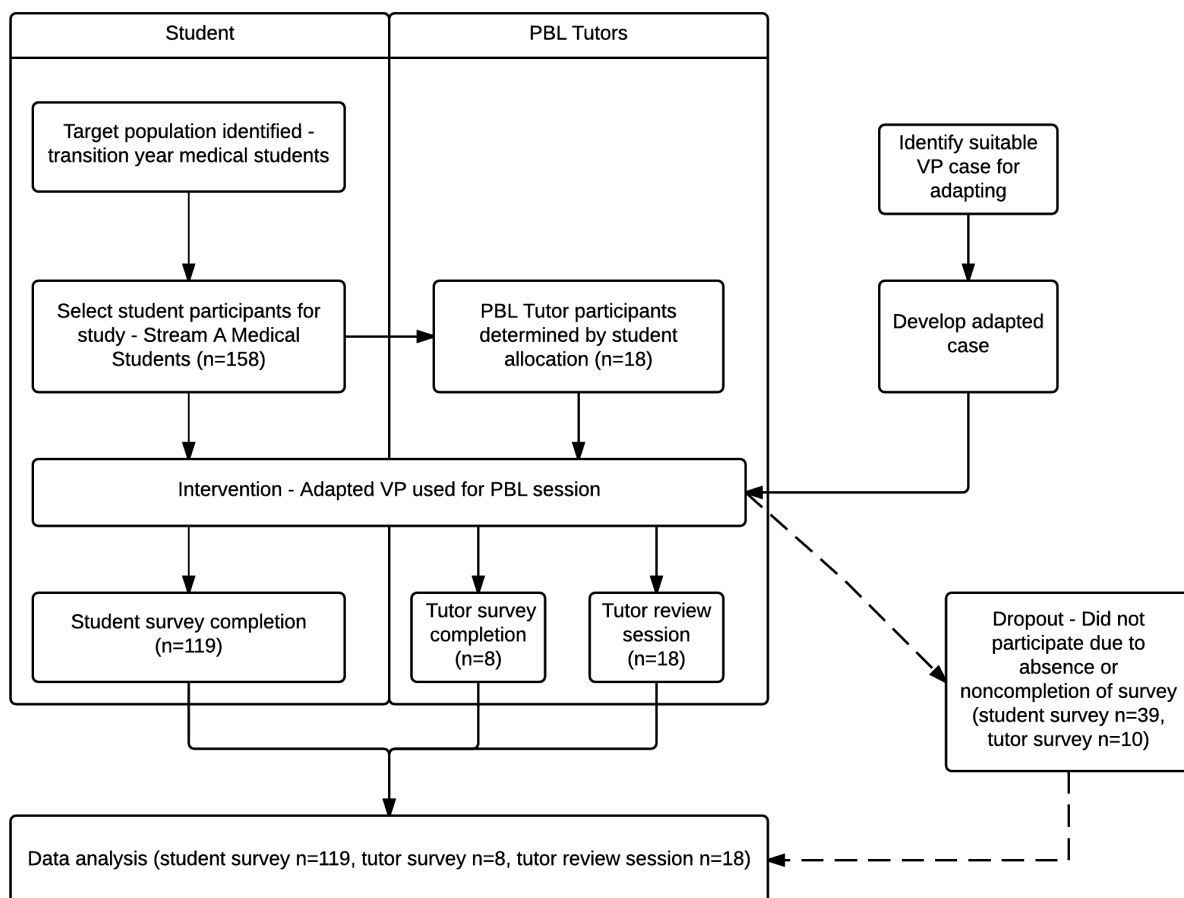 Student
PBL Tutors
Target population identified -
transition year medical students
Identify suitable
VP case for
adapting
Select student participants for
study - Stream A Medical
Students (n=158)
PBL Tutor participants
determined by student
allocation (n=18)
Develop adapted
case
Intervention - Adapted VP used for PBL session
Student survey completion
(n=119)
Tutor survey
completion
(n=8)
Tutor review
session
(n=18)
Dropout - Did not
participate due to
absence or
noncompletion of survey
(student survey n=39,
tutor survey n=10)
Data analysis (student survey n=119, tutor survey n=8, tutor review session n=18)